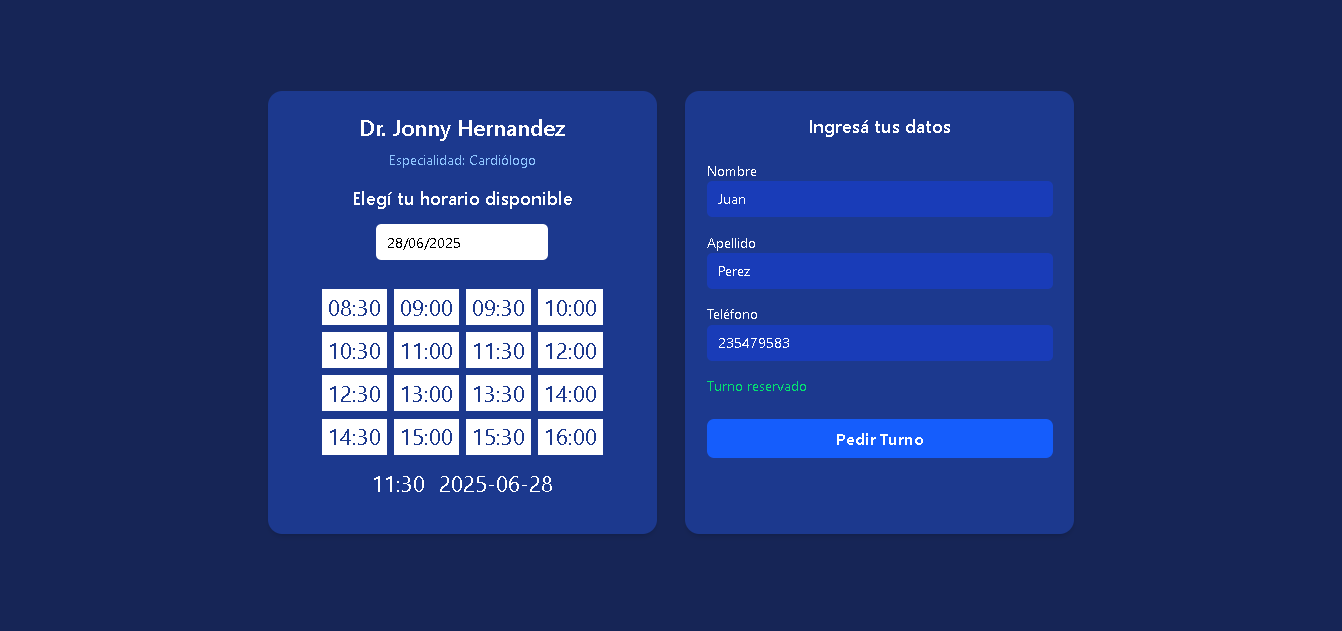 Dr. Jonny Hernandez
Especialidad: Cardiólogo
Elegí tu horario disponible
28/06/2025
08:30 09:00 09:30 10:00
10:30 11:00 11:30 12:00
12:30 13:00 13:30 14:00
14:30 15:00 15:30 16:00
11:30 2025-06-28
Ingresá tus datos
Nombre
Juan
Apellido
Perez
Teléfono
235479583
Turno reservado
Pedir Turno